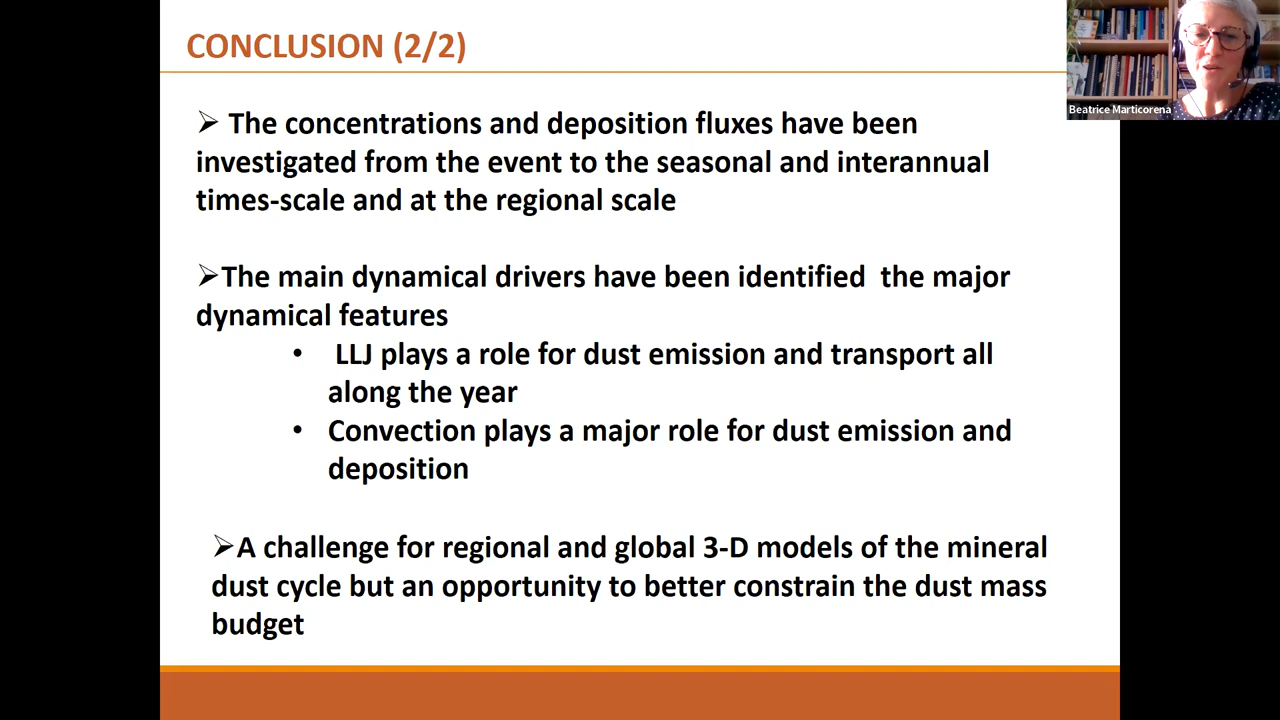 CONCLUSION (2/2)
Beatrice Marticorena
➢ The concentrations and deposition fluxes have been
investigated from the event to the seasonal and interannual
times-scale and at the regional scale
➢The main dynamical drivers have been identified  the major
dynamical features
• LLJ plays a role for dust emission and transport all
along the year
• Convection plays a major role for dust emission and
deposition
➢A challenge for regional and global 3-D models of the mineral
dust cycle but an opportunity to better constrain the dust mass
budget